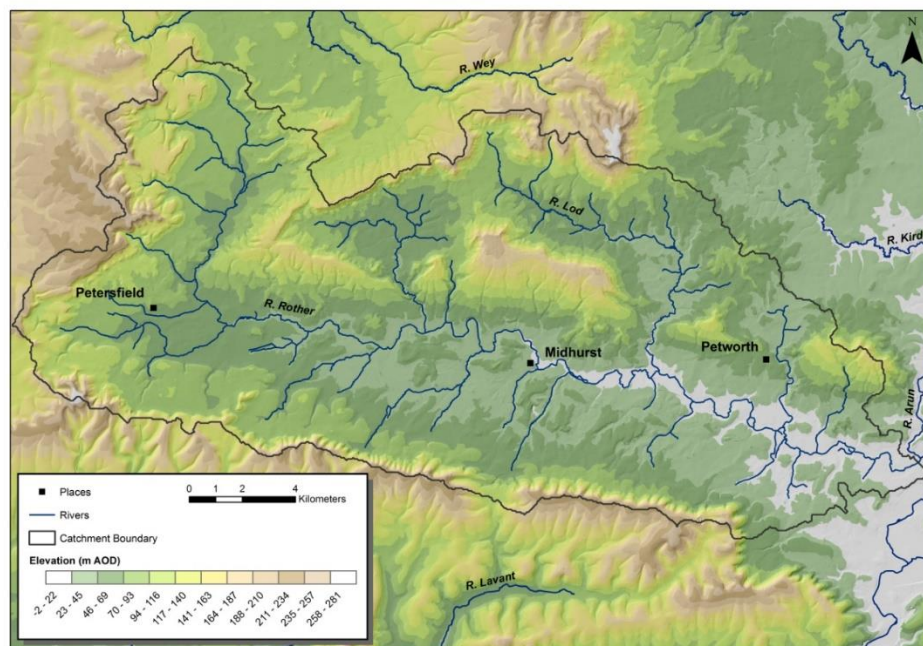 N
R. Wey
R. Lod
R. Kird
Petersfield
R. Rother
Midhurst
Petworth
R. Arun
R. Lavant
Places
Rivers
Catchment Boundary
0 1 2 4
Kilometers
Elevation (m AOD)
-2 - 22
23 - 45
46 - 69
70 - 93
94 - 116
117 - 140
141 - 163
164 - 187
188 - 210
211 - 234
235 - 257
258 - 281